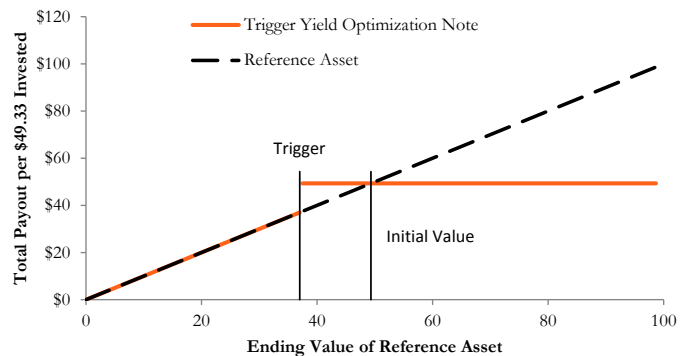 $120
Trigger Yield Optimization Note
Reference Asset
$100
$80
$60
$40
$20
$0
Total Payout per $49.33 Invested
Trigger
Initial Value
0
20
40
60
80
100
Ending Value of Reference Asset